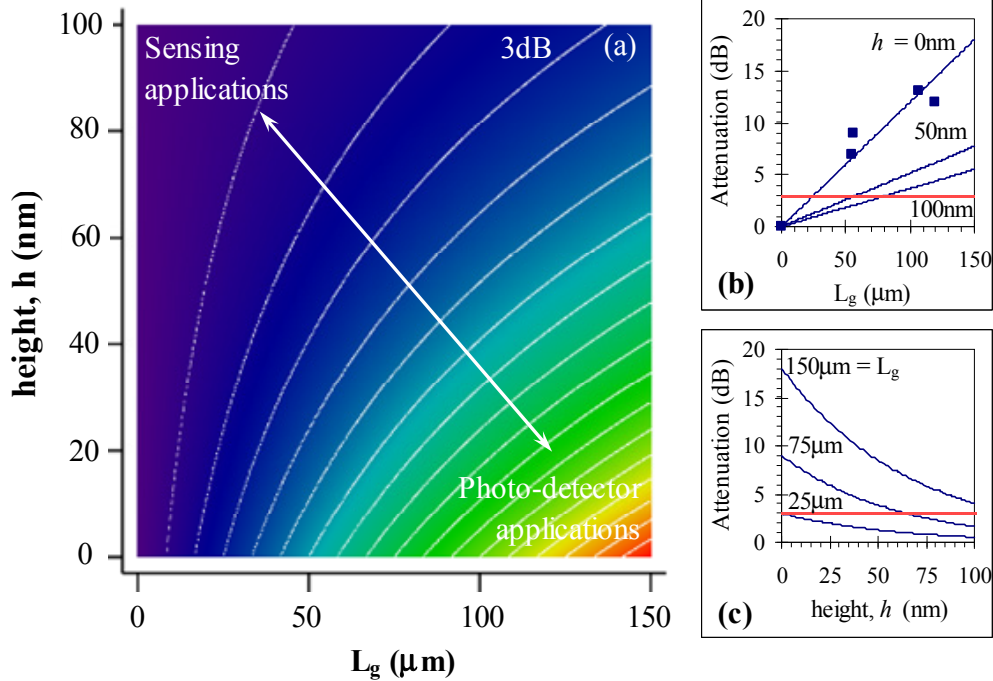 100
80
60
40
20
0
height, h (nm)
Sensing
applications
3dB
(a)
Photo-detector
applications
0
50
100
150
Lg (μm)
20
15
10
5
0
Attenuation (dB)
h = 0nm
50nm
100nm
0
50
100
150
(b)
Lg (μm)
20
15
10
5
0
Attenuation (dB)
150μm = Lg
75μm
25μm
0
25
50
75
100
(c)
height, h (nm)